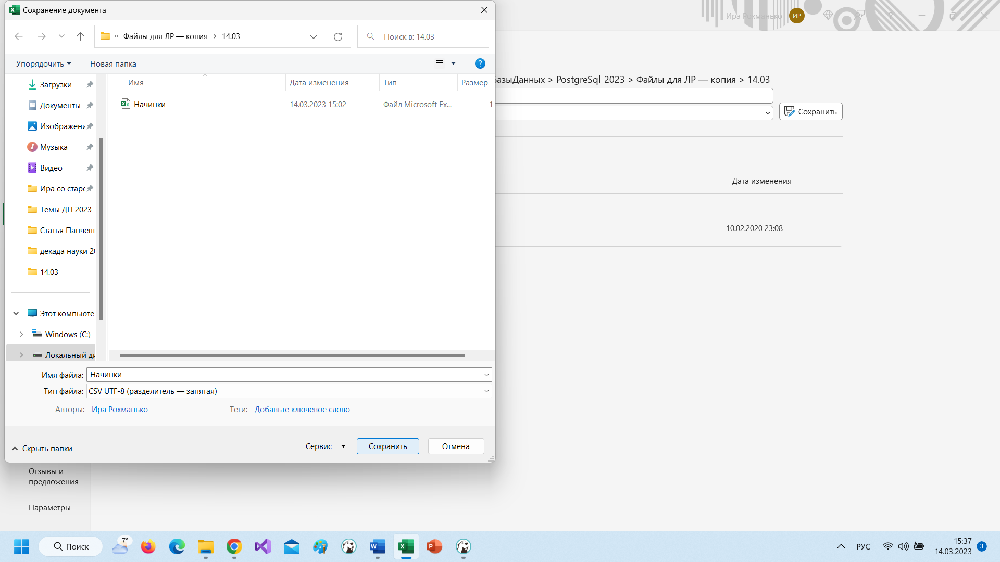 Сохранение документа
« Файлы для ЛР — копия > 14.03
Поиск в: 14.03
Упорядочить
Новая папка
?
Имя
Дата изменения
Тип
Размер
Начинки
14.03.2023 15:02
Файл Microsoft Ex...
1
Загрузки
Документы
Изображени
Музыка
Видео
Ира со старо
Темы ДП 2023
Статья Панчеш
декада науки 20
14.03
Этот компьютер
Windows (C:)
Локальный ди
Имя файла:
Начинки
Тип файла:
CSV UTF-8 (разделитель — запятая)
Авторы:
Ира Рохманько
Теги:
Добавьте ключевое слово
Скрыть папки
Сервис
Сохранить
Отмена
Ира Рохманько
ИР
БазыДанных > PostgreSql_2023 > Файлы для ЛР — копия > 14.03
Сохранить
Дата изменения
10.02.2020 23:08
Отзывы и
предложения
Параметры
Поиск
7°
РУС
15:37
14.03.2023
3